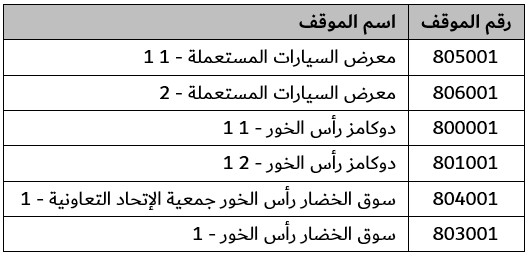 رقم الموقف اسم الموقف
805001 معرض السيارات المستعملة - 1 1
806001 معرض السيارات المستعملة - 2
800001 دوكامز رأس الخور - 1 1
801001 دوكامز رأس الخور - 2 1
804001 سوق الخضار رأس الخور جمعية الإتحاد التعاونية - 1
803001 سوق الخضار رأس الخور - 1